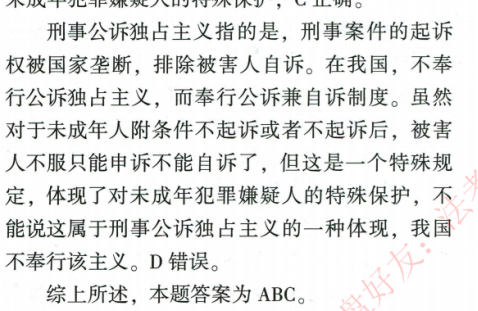 未成年犯罪嫌疑人的特殊保护，C 正确。
刑事公诉独占主义指的是，刑事案件的起诉
权被国家垄断，排除被害人自诉。在我国，不奉
行公诉独占主义，而奉行公诉兼自诉制度。虽然
对于未成年人附条件不起诉或者不起诉后，被害
人不服只能申诉不能自诉了，但这是一个特殊规
定，体现了对未成年犯罪嫌疑人的特殊保护，不
能说这属于刑事公诉独占主义的一种体现，我国
不奉行该主义。D 错误。
综上所述，本题答案为 ABC。
盘好友：法考